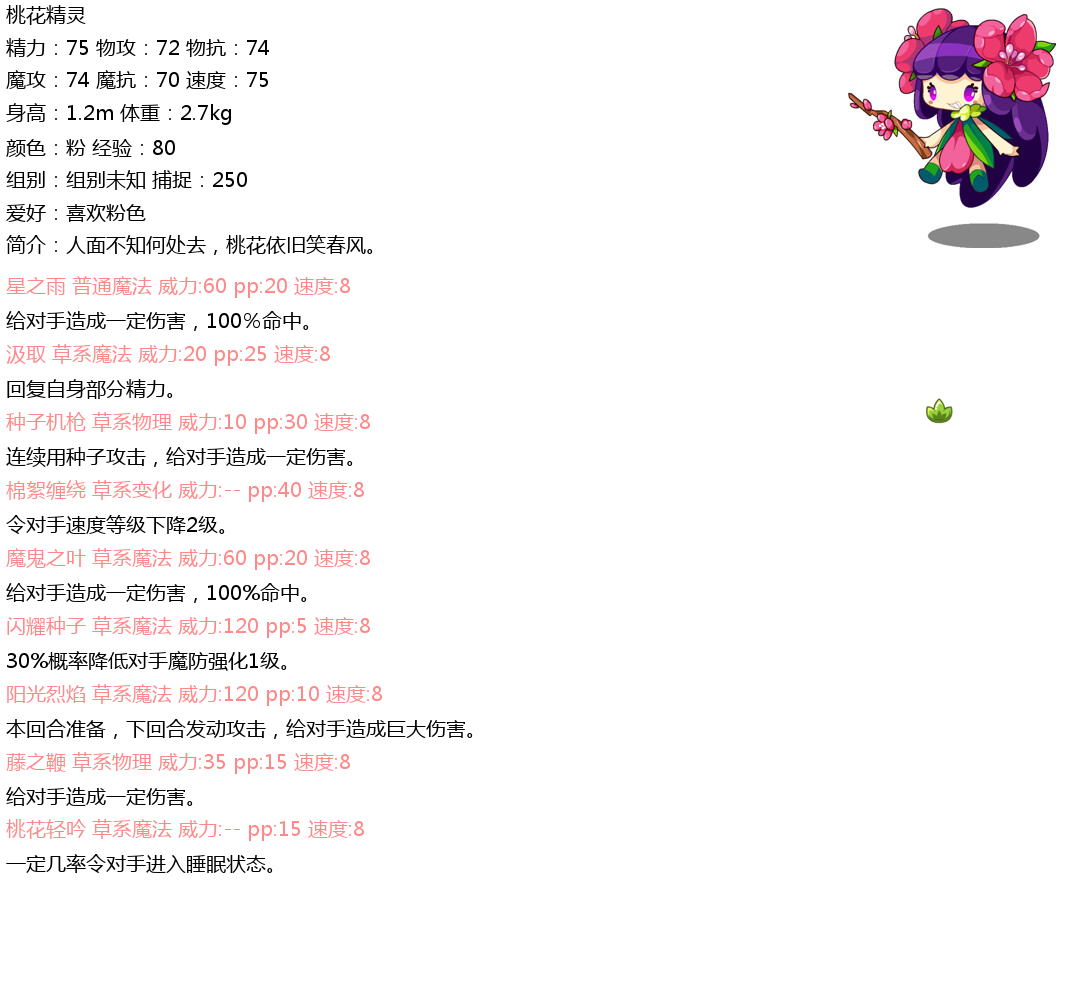 桃花精灵
精力：75 物攻：72 物抗：74
魔攻：74 魔抗：70 速度：75
身高：1.2m 体重：2.7kg
颜色：粉 经验：80
组别：组别未知 捕捉：250
爱好：喜欢粉色
简介：人面不知何处去，桃花依旧笑春风。
星之雨 普通魔法 威力:60 pp:20 速度:8
给对手造成一定伤害，100％命中。
汲取 草系魔法 威力:20 pp:25 速度:8
回复自身部分精力。
种子机枪 草系物理 威力:10 pp:30 速度:8
连续用种子攻击，给对手造成一定伤害。
棉絮缠绕 草系变化 威力:-- pp:40 速度:8
令对手速度等级下降2级。
魔鬼之叶 草系魔法 威力:60 pp:20 速度:8
给对手造成一定伤害，100%命中。
闪耀种子 草系魔法 威力:120 pp:5 速度:8
30%概率降低对手魔防强化1级。
阳光烈焰 草系魔法 威力:120 pp:10 速度:8
本回合准备，下回合发动攻击，给对手造成巨大伤害。
藤之鞭 草系物理 威力:35 pp:15 速度:8
给对手造成一定伤害。
桃花轻吟 草系魔法 威力:-- pp:15 速度:8
一定几率令对手进入睡眠状态。